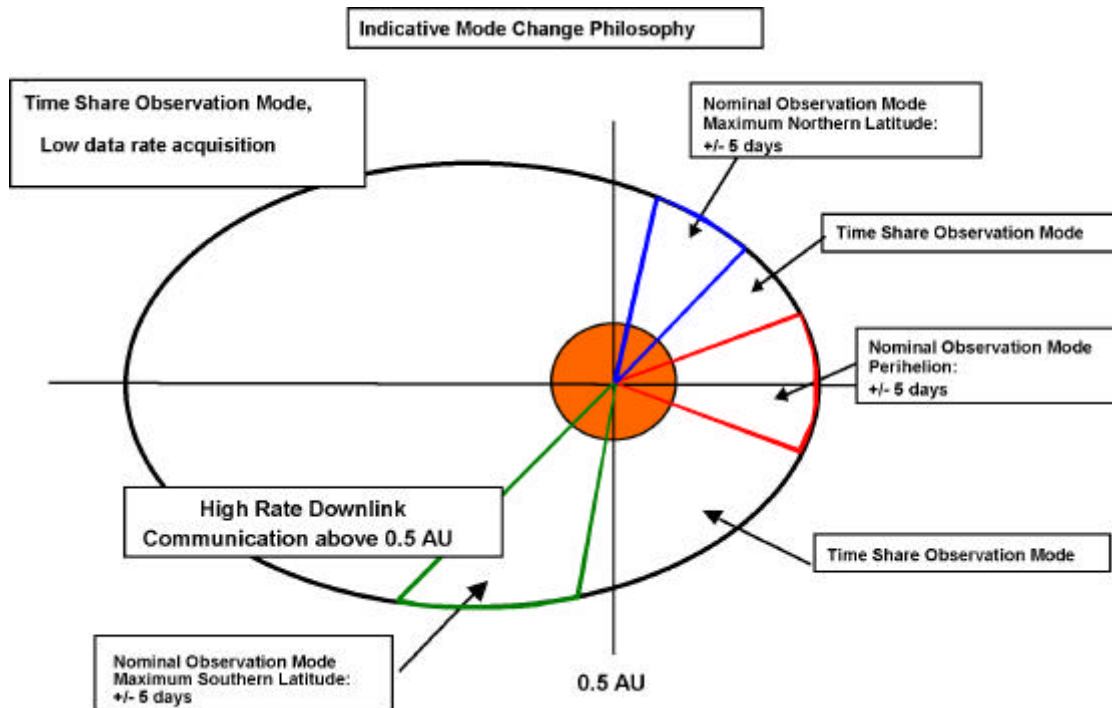 Indicative Mode Change Philosophy
Time Share Observation Mode,
Low data rate acquisition
Nominal Observation Mode
Maximum Northern Latitude:
+/- 5 days
Time Share Observation Mode
Nominal Observation Mode
Perihelion:
+/- 5 days
High Rate Downlink
Communication above 0.5 AU
Time Share Observation Mode
Nominal Observation Mode
Maximum Southern Latitude:
+/- 5 days
0.5 AU